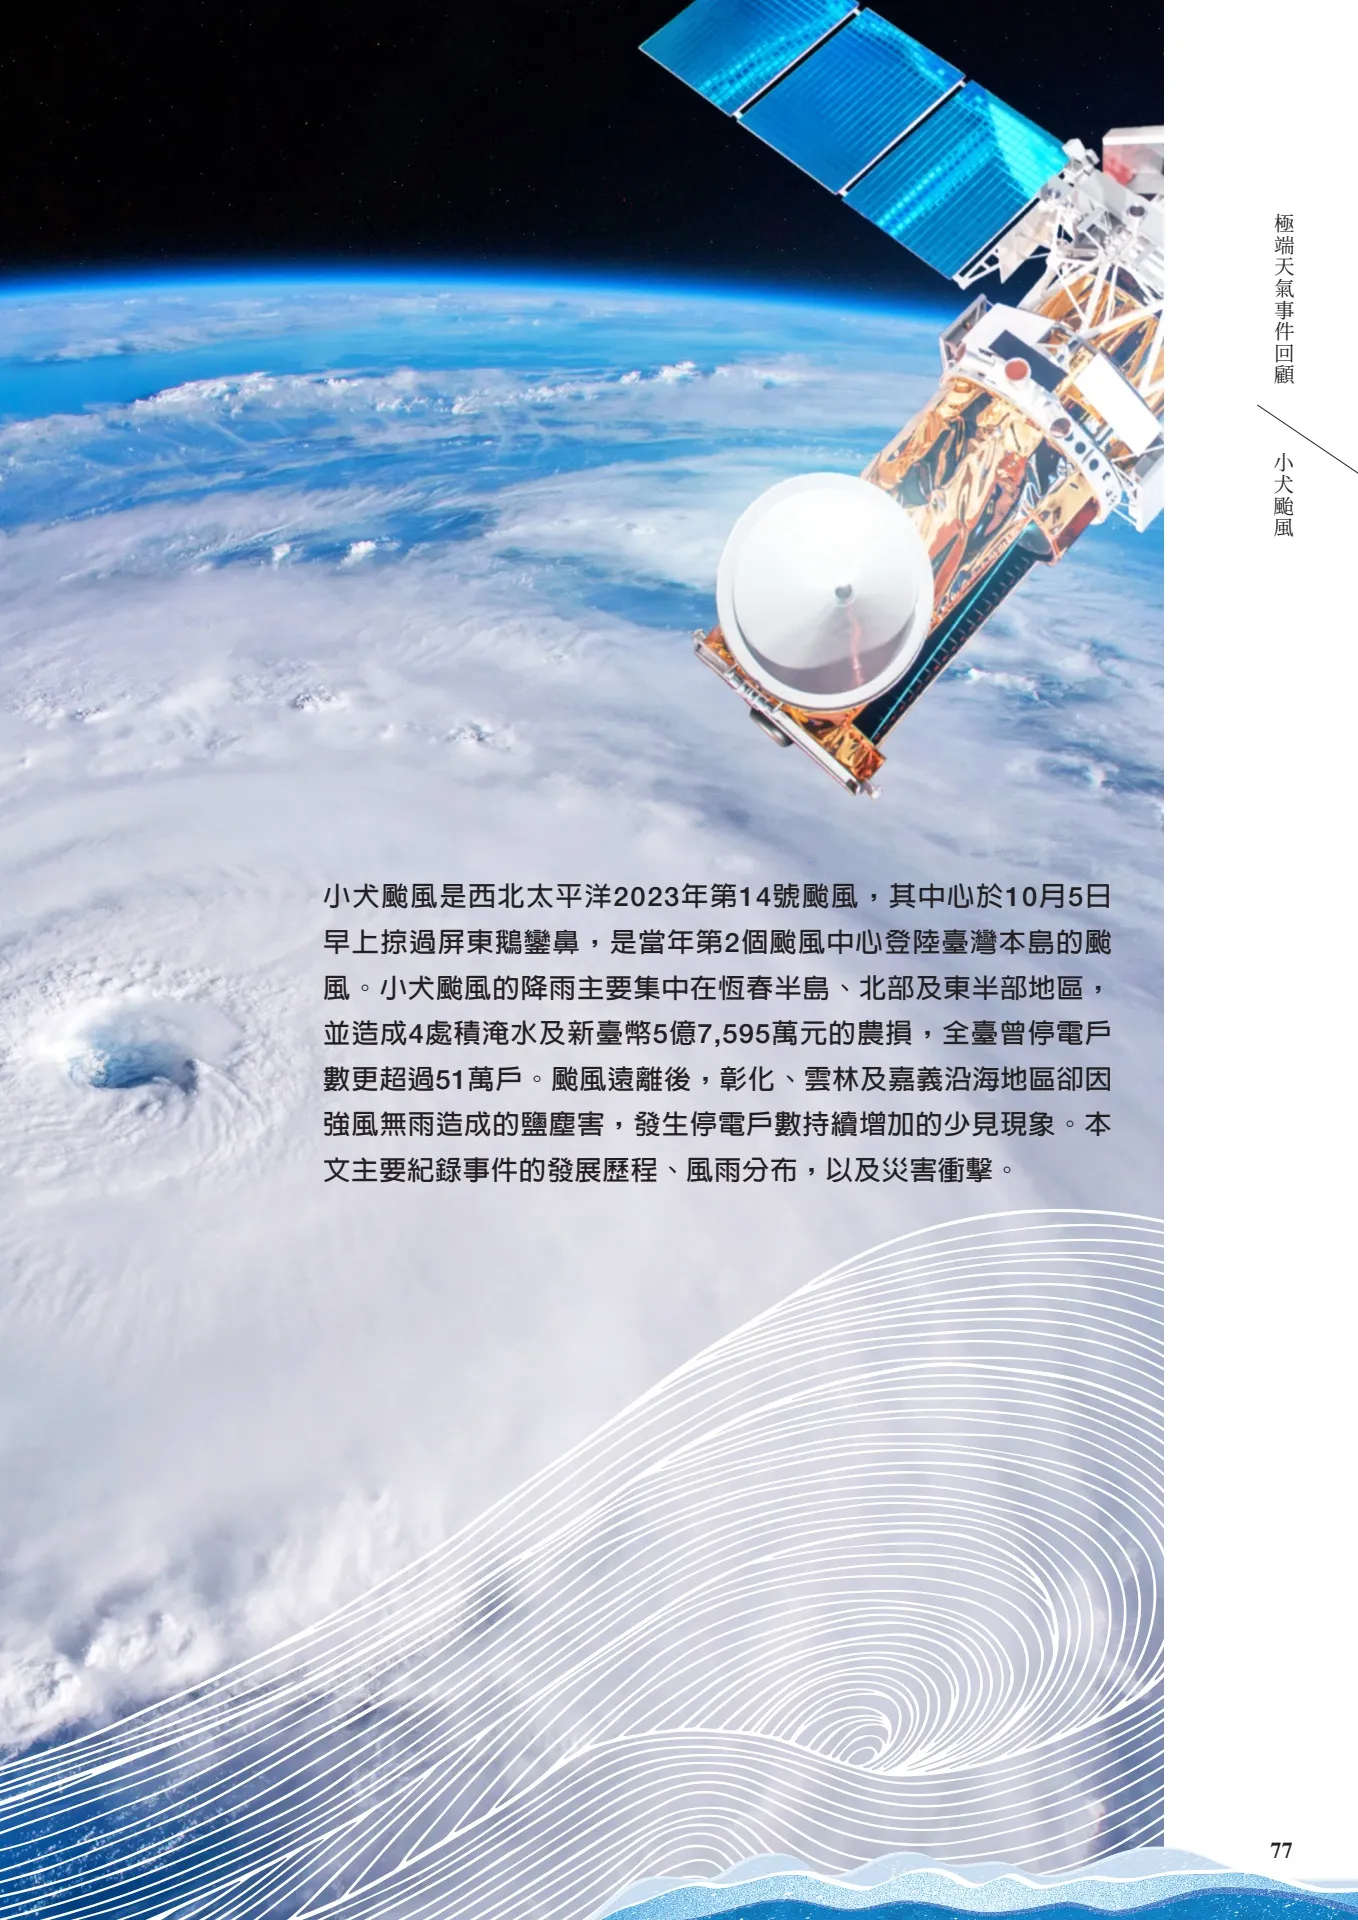 極端天氣事件回顧
小犬颱風
小犬颱風是西北太平洋2023年第14號颱風，其中心於10月5日
早上掠過屏東鵝鑾鼻，是當年第2個颱風中心登陸臺灣本島的颱
風。小犬颱風的降雨主要集中在恆春半島、北部及東半部地區，
並造成4處積淹水及新臺幣5億7,595萬元的農損，全臺曾停電戶
數更超過51萬戶。颱風遠離後，彰化、雲林及嘉義沿海地區卻因
強風無雨造成的鹽塵害，發生停電戶數持續增加的少見現象。本
文主要紀錄事件的發展歷程、風雨分布，以及災害衝擊。
77